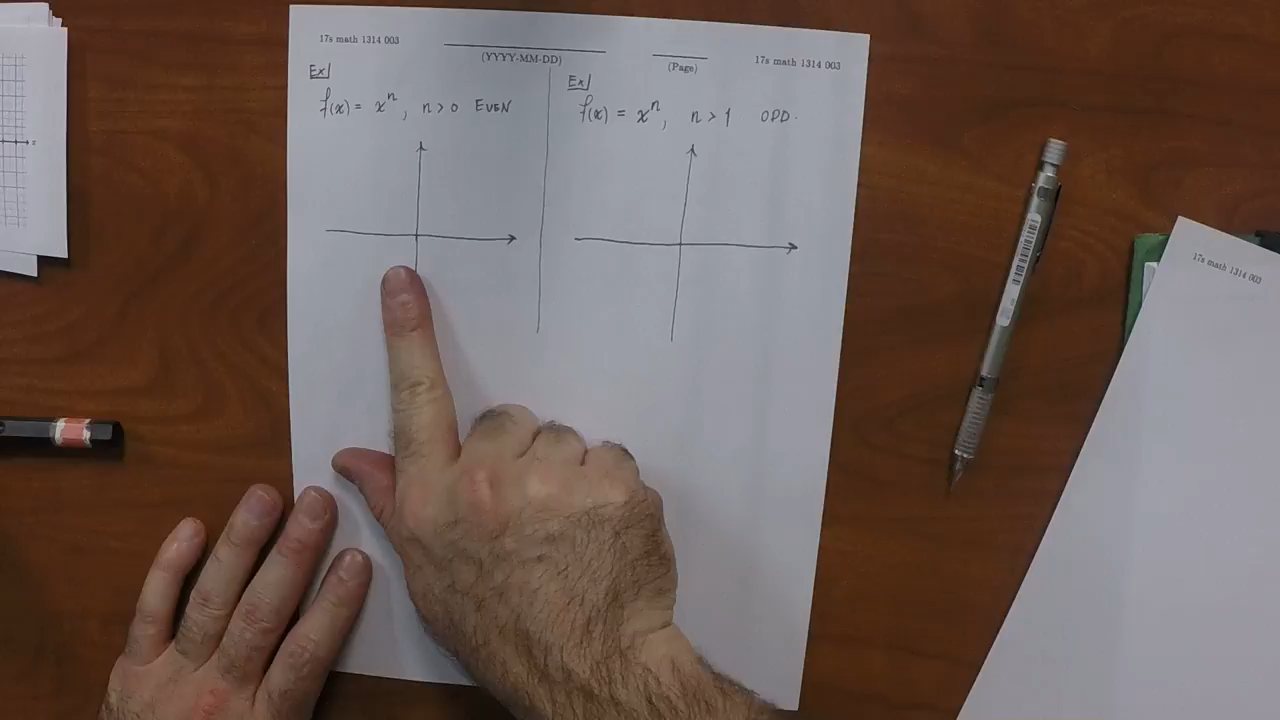 17s math 1314 003
(YYYY-MM-DD)
(Page)
17s math 1314 003
Ex
f(x) = x^n, n > 0 EVEN
Ex
f(x) = x^n, n > 1 ODD.
x
17s math 1314 003